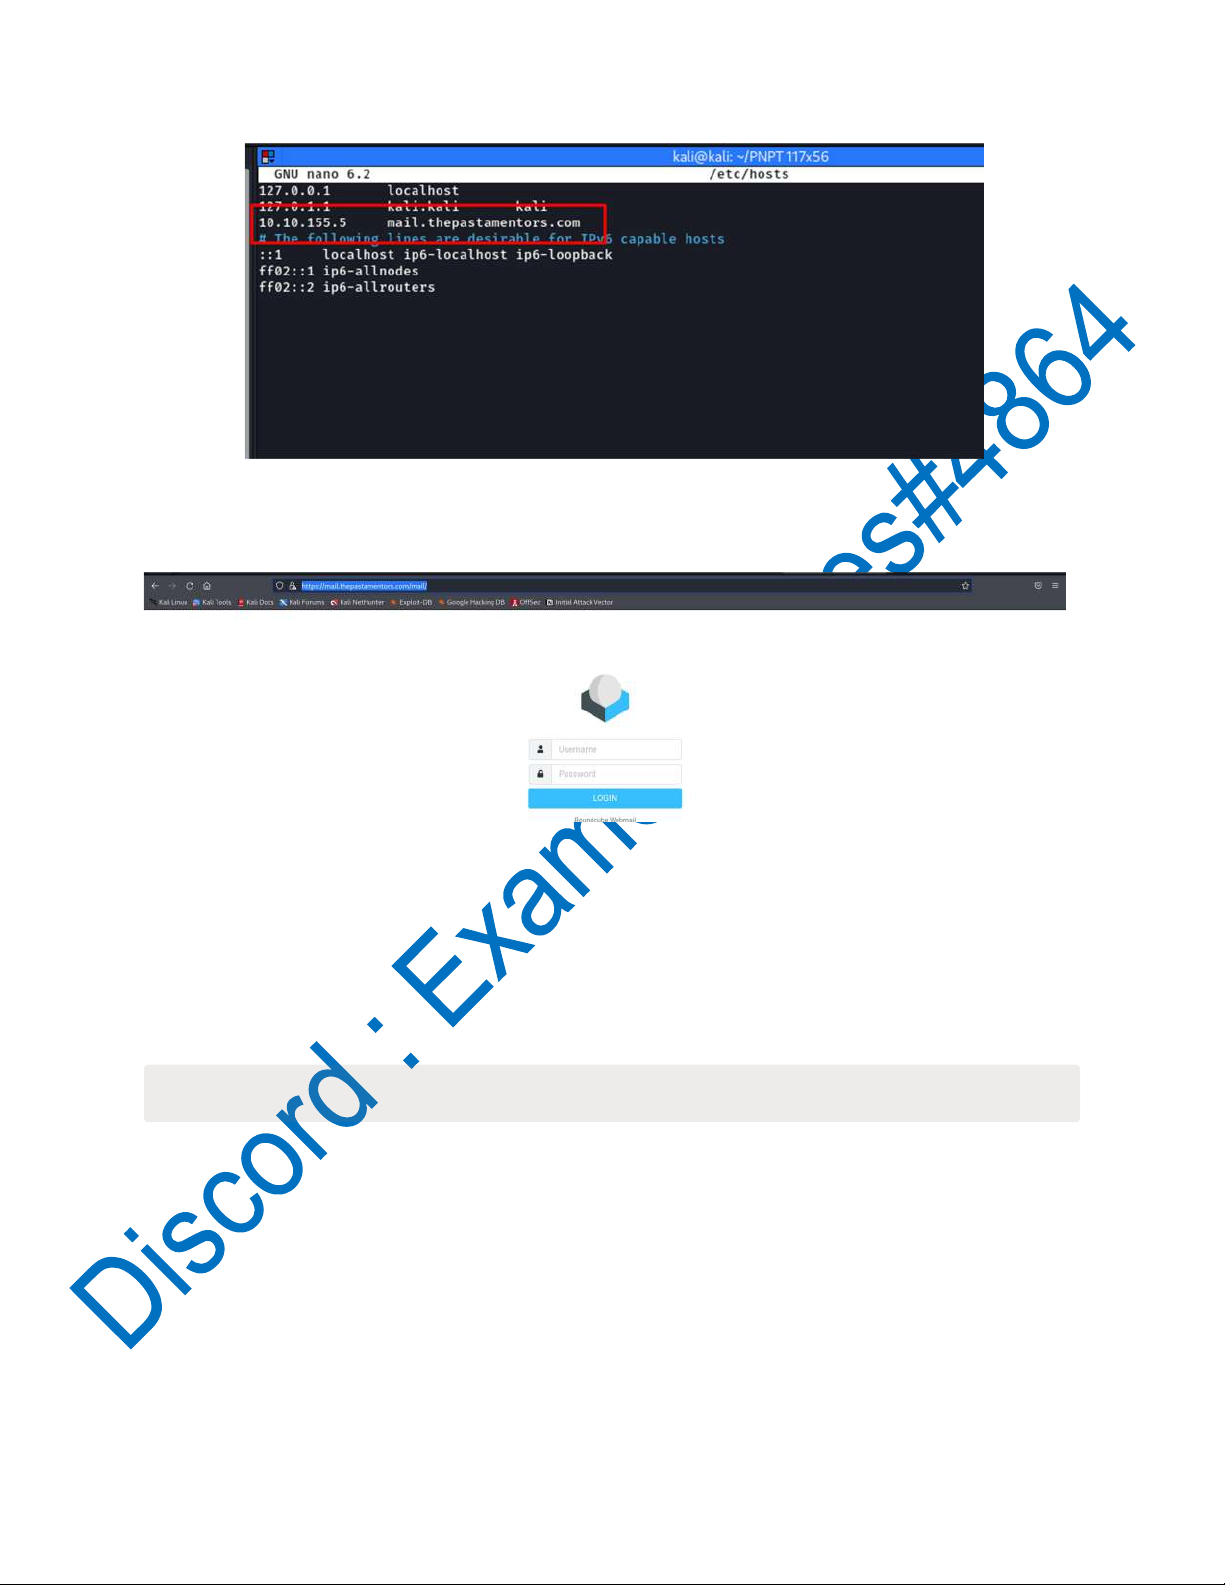 kali@kali: ~/PNPT 117x56
GNU nano 6.2 /etc/hosts
127.0.0.1 localhost
127.0.1.1 kali.kali kali
10.10.155.5 mail.thepastamentors.com
# The following lines are desirable for IPv6 capable hosts
::1 localhost ip6-localhost ip6-loopback
ff02::1 ip6-allnodes
ff02::2 ip6-allrouters
https://mail.thepastamentors.com/mail/
Kali Linux Kali Tools Kali Docs Kali Forums Kali NetHunter Exploit-DB Google Hacking DB OffSec Initial Attack Vector
Username
Password
LOGIN
Roundcube Webmail
Discord : Exam es#4864